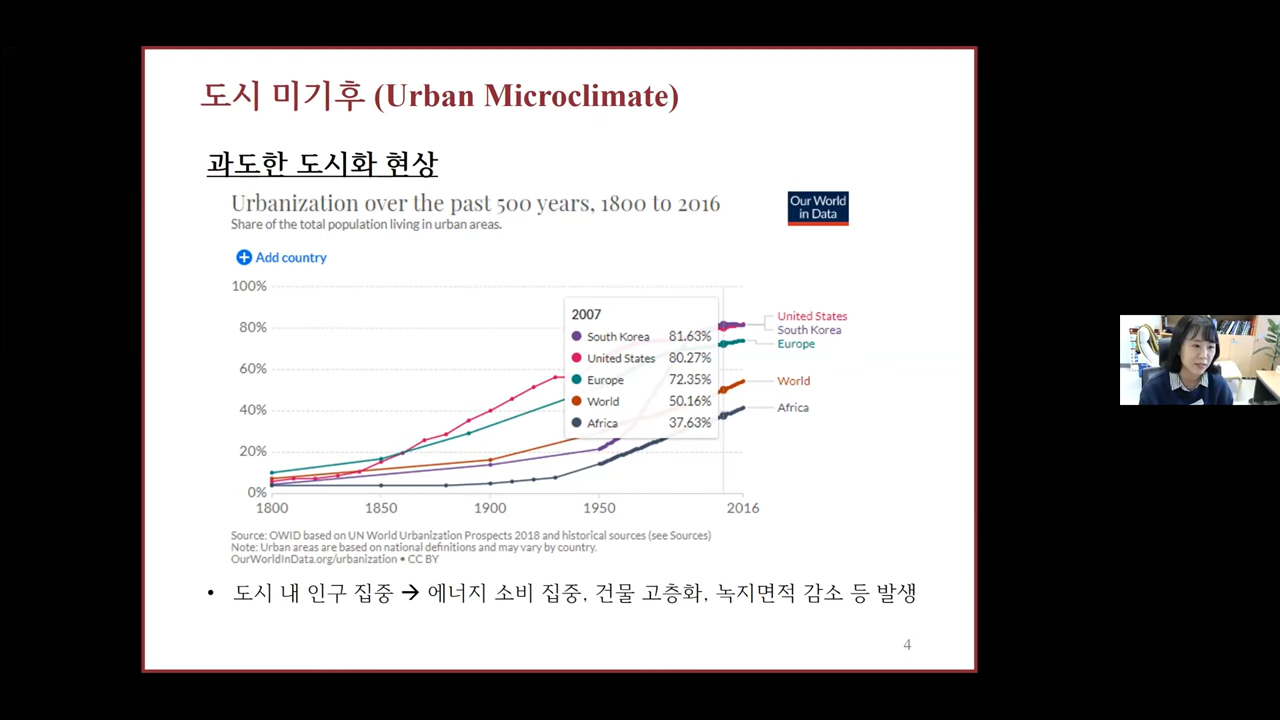 도시 미기후 (Urban Microclimate)
과도한 도시화 현상
Urbanization over the past 500 years, 1800 to 2016
Share of the total population living in urban areas.
Our World
in Data
Add country
100%
80%
60%
40%
20%
0%
2007
South Korea 81.63%
United States 80.27%
Europe 72.35%
World 50.16%
Africa 37.63%
United States
South Korea
Europe
World
Africa
1800 1850 1900 1950 2016
Source: OWID based on UN World Urbanization Prospects 2018 and historical sources (see Sources)
Note: Urban areas are based on national definitions and may vary by country.
OurWorldInData.org/urbanization • CC BY
• 도시 내 인구 집중 → 에너지 소비 집중, 건물 고층화, 녹지면적 감소 등 발생
4